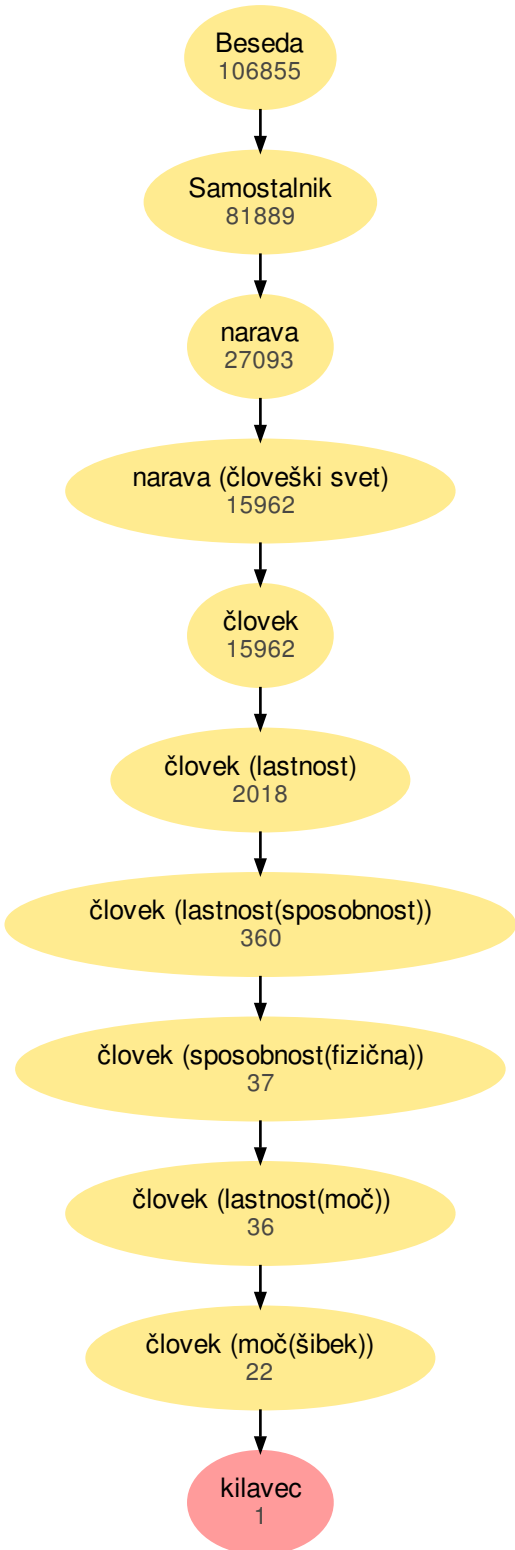 Beseda
106855
Samostalnik
81889
narava
27093
narava (človeški svet)
15962
človek
15962
človek (lastnost)
2018
človek (lastnost(sposobnost))
360
človek (sposobnost(fizična))
37
človek (lastnost(moč))
36
človek (moč(šibek))
22
kilavec
1